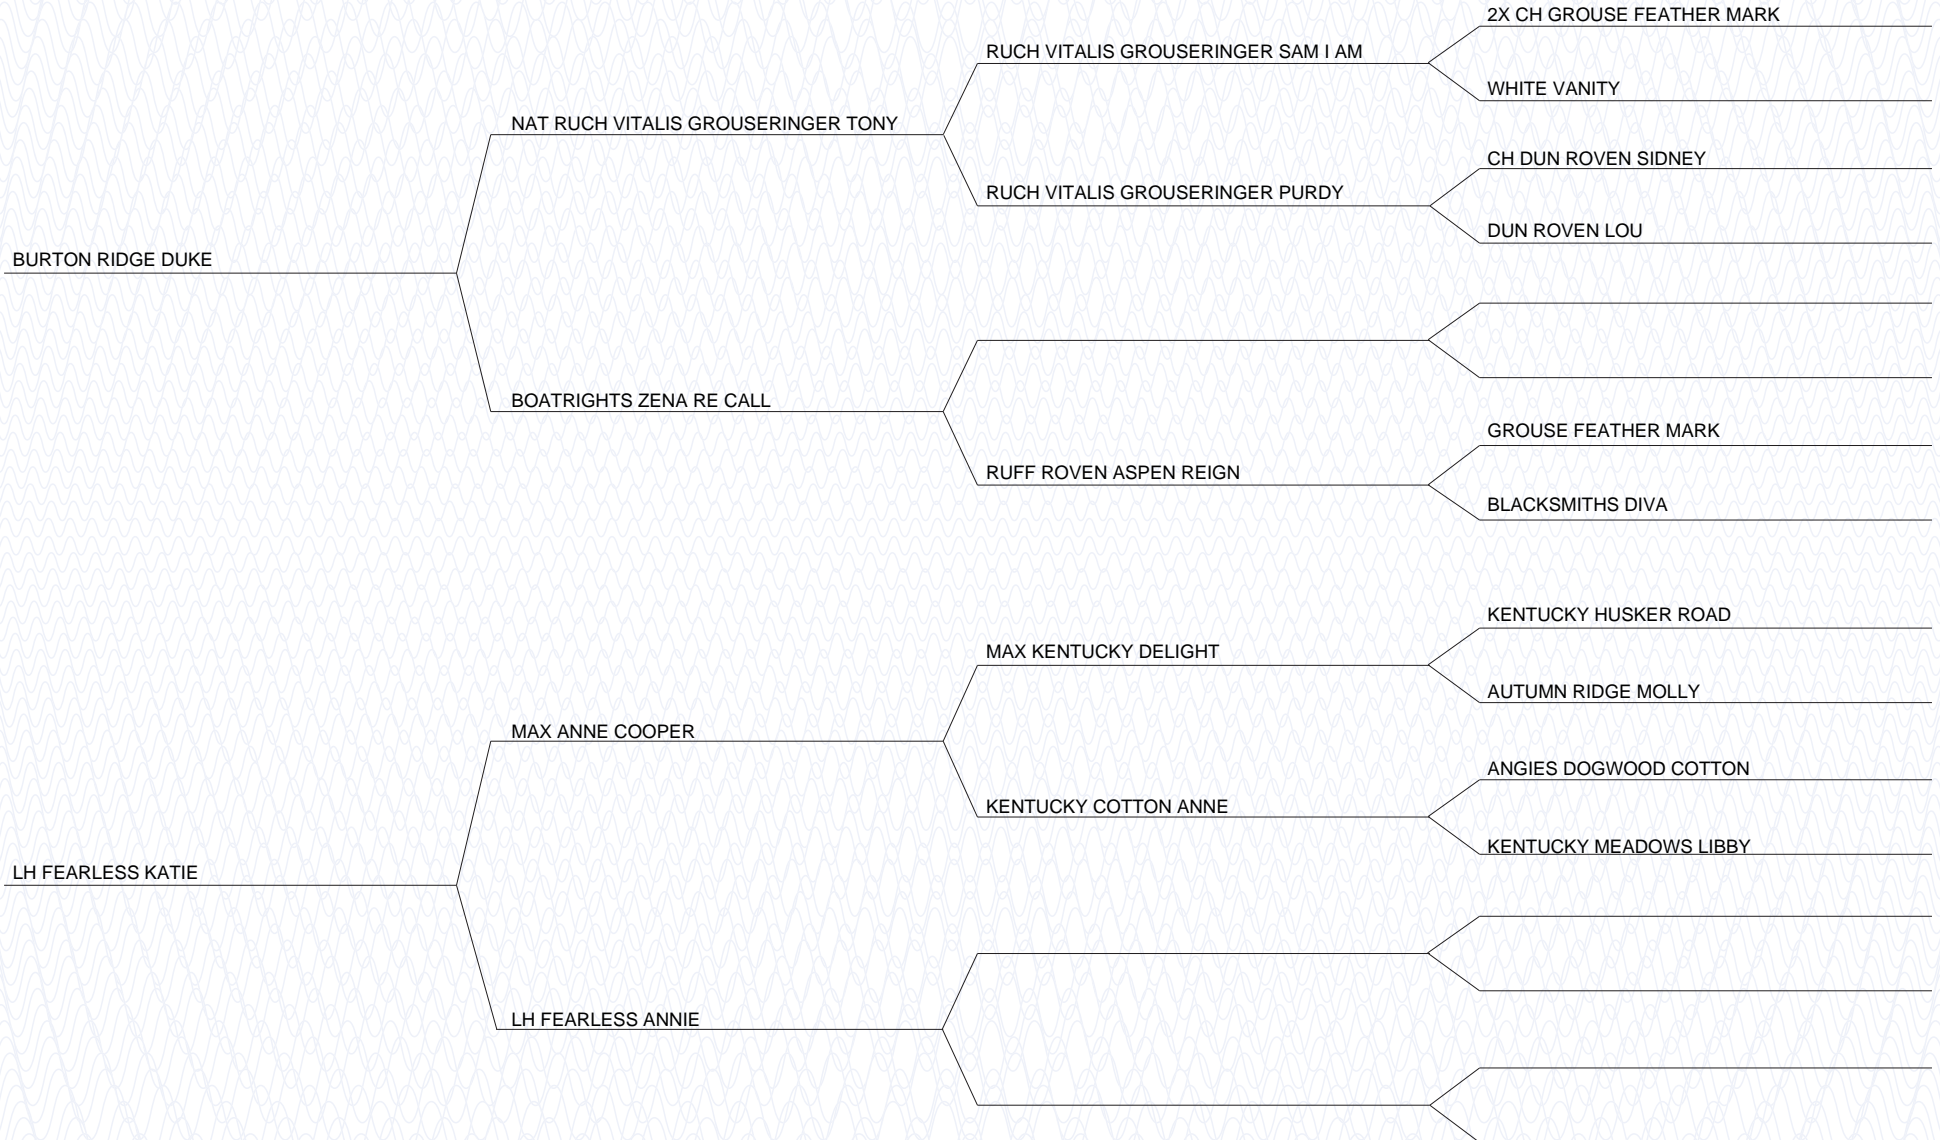 2X CH GROUSE FEATHER MARK
RUCH VITALIS GROUSERINGER SAM I AM
WHITE VANITY
NAT RUCH VITALIS GROUSERINGER TONY
CH DUN ROVEN SIDNEY
RUCH VITALIS GROUSERINGER PURDY
DUN ROVEN LOU
BURTON RIDGE DUKE
BOATRIGHTS ZENA RE CALL
GROUSE FEATHER MARK
RUFF ROVEN ASPEN REIGN
BLACKSMITHS DIVA
KENTUCKY HUSKER ROAD
MAX KENTUCKY DELIGHT
AUTUMN RIDGE MOLLY
MAX ANNE COOPER
ANGIES DOGWOOD COTTON
KENTUCKY COTTON ANNE
KENTUCKY MEADOWS LIBBY
LH FEARLESS KATIE
LH FEARLESS ANNIE